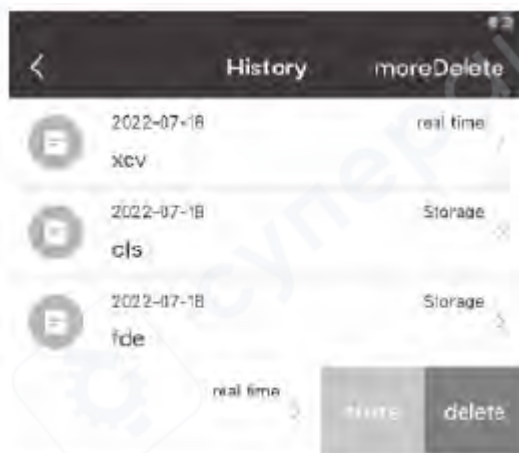 History moreDelete
2022-07-18 real time
xcv
2022-07-18 Storage
cls
2022-07-18 Storage
fde
real time delete